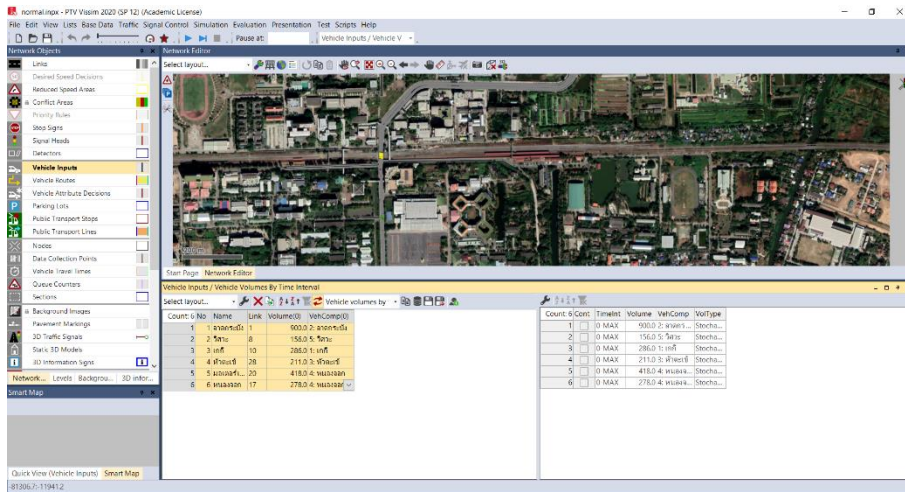 normal.inpx - PTV Vissim 2020 (SP 12) (Academic License)
File Edit View Lists Base Data Traffic Signal Control Simulation Evaluation Presentation Test Scripts Help
Pause at: Vehicle Inputs / Vehicle V
Network Objects
Network Editor
Select layout...
Links
Desired Speed Decisions
Reduced Speed Areas
Conflict Areas
Priority Rules
Stop Signs
Signal Heads
Detectors
Vehicle Inputs
Vehicle Routes
Vehicle Attribute Decisions
Parking Lots
Public Transport Stops
Public Transport Lines
Nodes
Data Collection Points
Vehicle Travel Times
Queue Counters
Sections
Background Images
Pavement Markings
3D Traffic Signals
Static 3D Models
3D Information Signs
Network... Levels Backgrou... 3D infor...
Smart Map
Quick View (Vehicle Inputs) Smart Map
Start Page Network Editor
Vehicle Inputs / Vehicle Volumes By Time Interval
Select layout... Vehicle volumes by
Count: 6 No Name Link Volume(0) VehComp(0)
1 1 ลาดกระบัง 1 900.0 2: ลาดกระบัง
2 2 วิศวะ 8 156.0 5: วิศวะ
3 3 เกกี 10 286.0 1: เกกี
4 4 หัวตะเข้ 28 211.0 3: หัวตะเข้
5 5 20 418.0 4: หนองจอก
6 6 หนองจอก 17 278.0 4: หนองจอก
Count: 6 Cont TimeInt Volume VehComp VolType
1 0 MAX 900.0 2: ลาดกร... Stocha...
2 0 MAX 156.0 5: วิศวะ Stocha...
3 0 MAX 286.0 1: เกกี Stocha...
4 0 MAX 211.0 3: หัวตะเข้ Stocha...
5 0 MAX 418.0 4: หนองจ... Stocha...
6 0 MAX 278.0 4: หนองจ... Stocha...
-81306.7:-11941.2